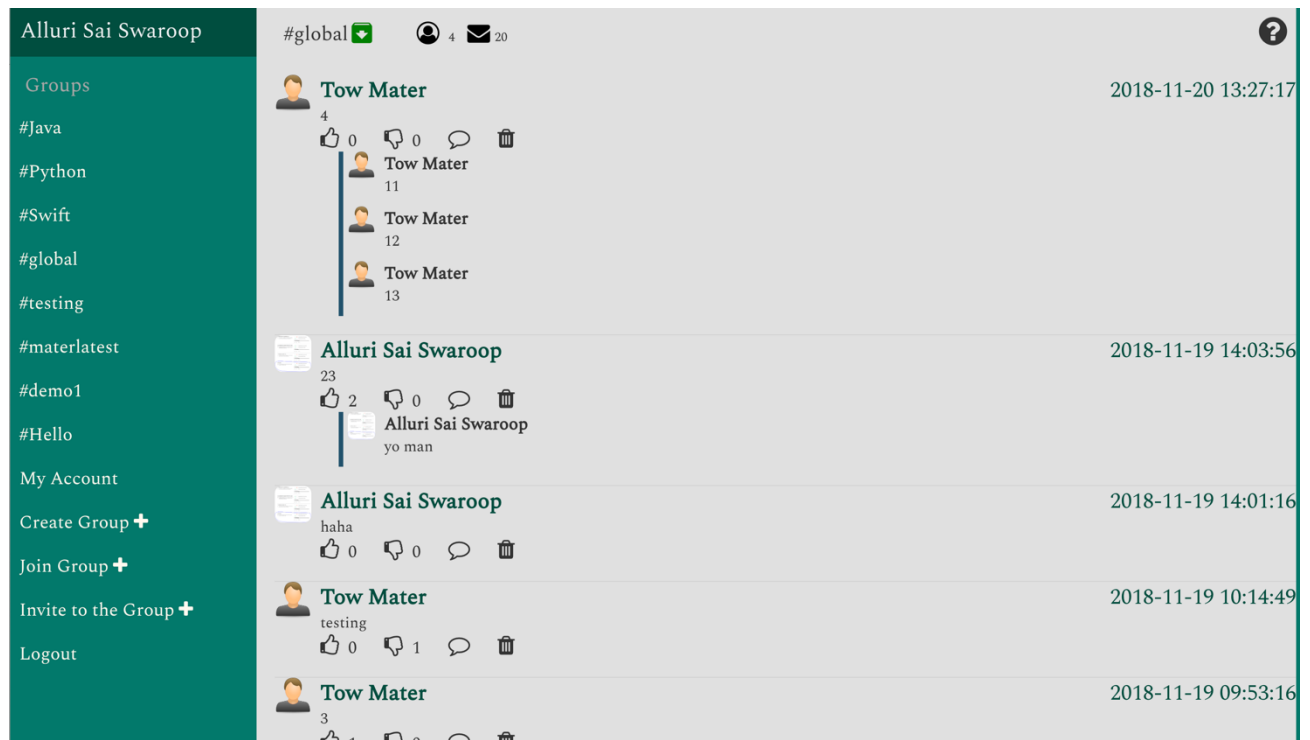 Alluri Sai Swaroop
Groups
#Java
#Python
#Swift
#global
#testing
#materlatest
#demo1
#Hello
My Account
Create Group
Join Group
Invite to the Group
Logout
#global 4 20
Tow Mater 2018-11-20 13:27:17
4
0 0
Tow Mater
11
Tow Mater
12
Tow Mater
13
Alluri Sai Swaroop 2018-11-19 14:03:56
23
2 0
Alluri Sai Swaroop
yo man
Alluri Sai Swaroop 2018-11-19 14:01:16
haha
0 0
Tow Mater 2018-11-19 10:14:49
testing
0 1
Tow Mater 2018-11-19 09:53:16
3